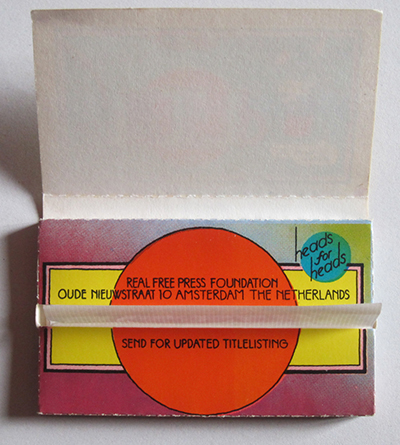 heads
for
heads
REAL FREE PRESS FOUNDATION
OUDE NIEUWSTRAAT 10 AMSTERDAM THE NETHERLANDS
SEND FOR UPDATED TITLELISTING